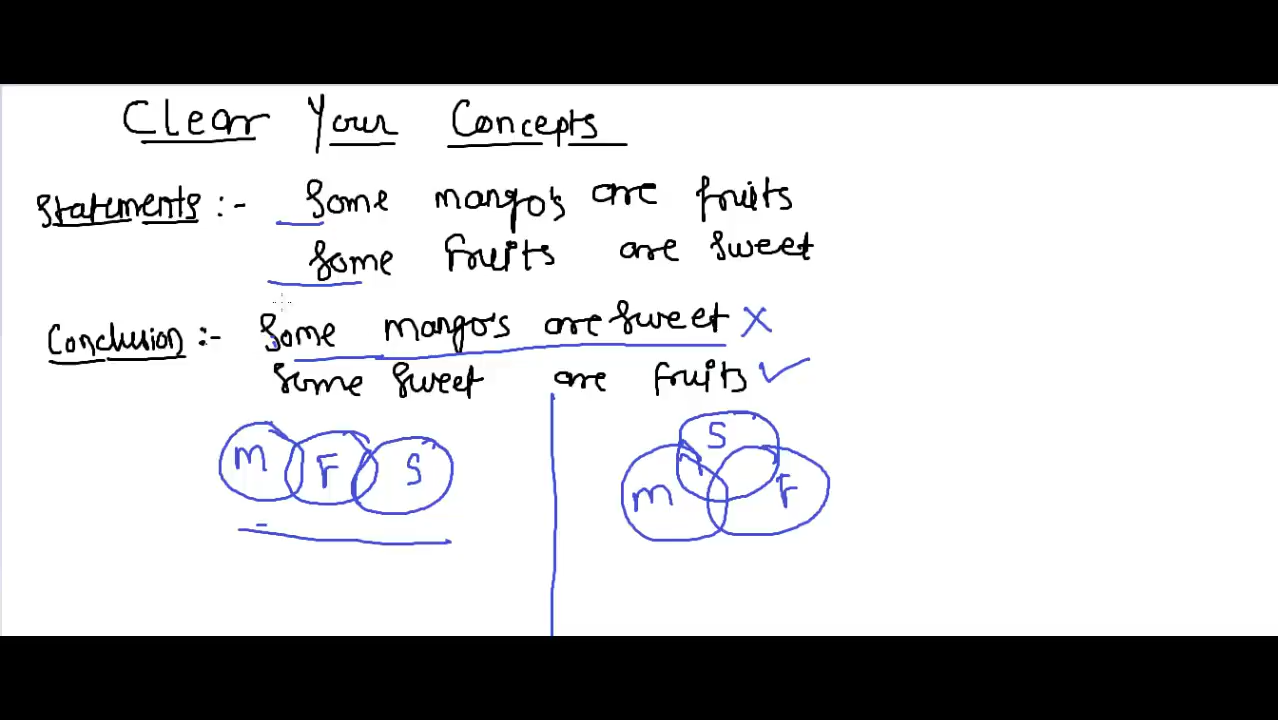 Clear Your Concepts
Statements :- Some mango's are fruits
Some fruits are sweet
Conclusion :- Some mango's are sweet X
Some sweet are fruits ✓
M F S
S
M F